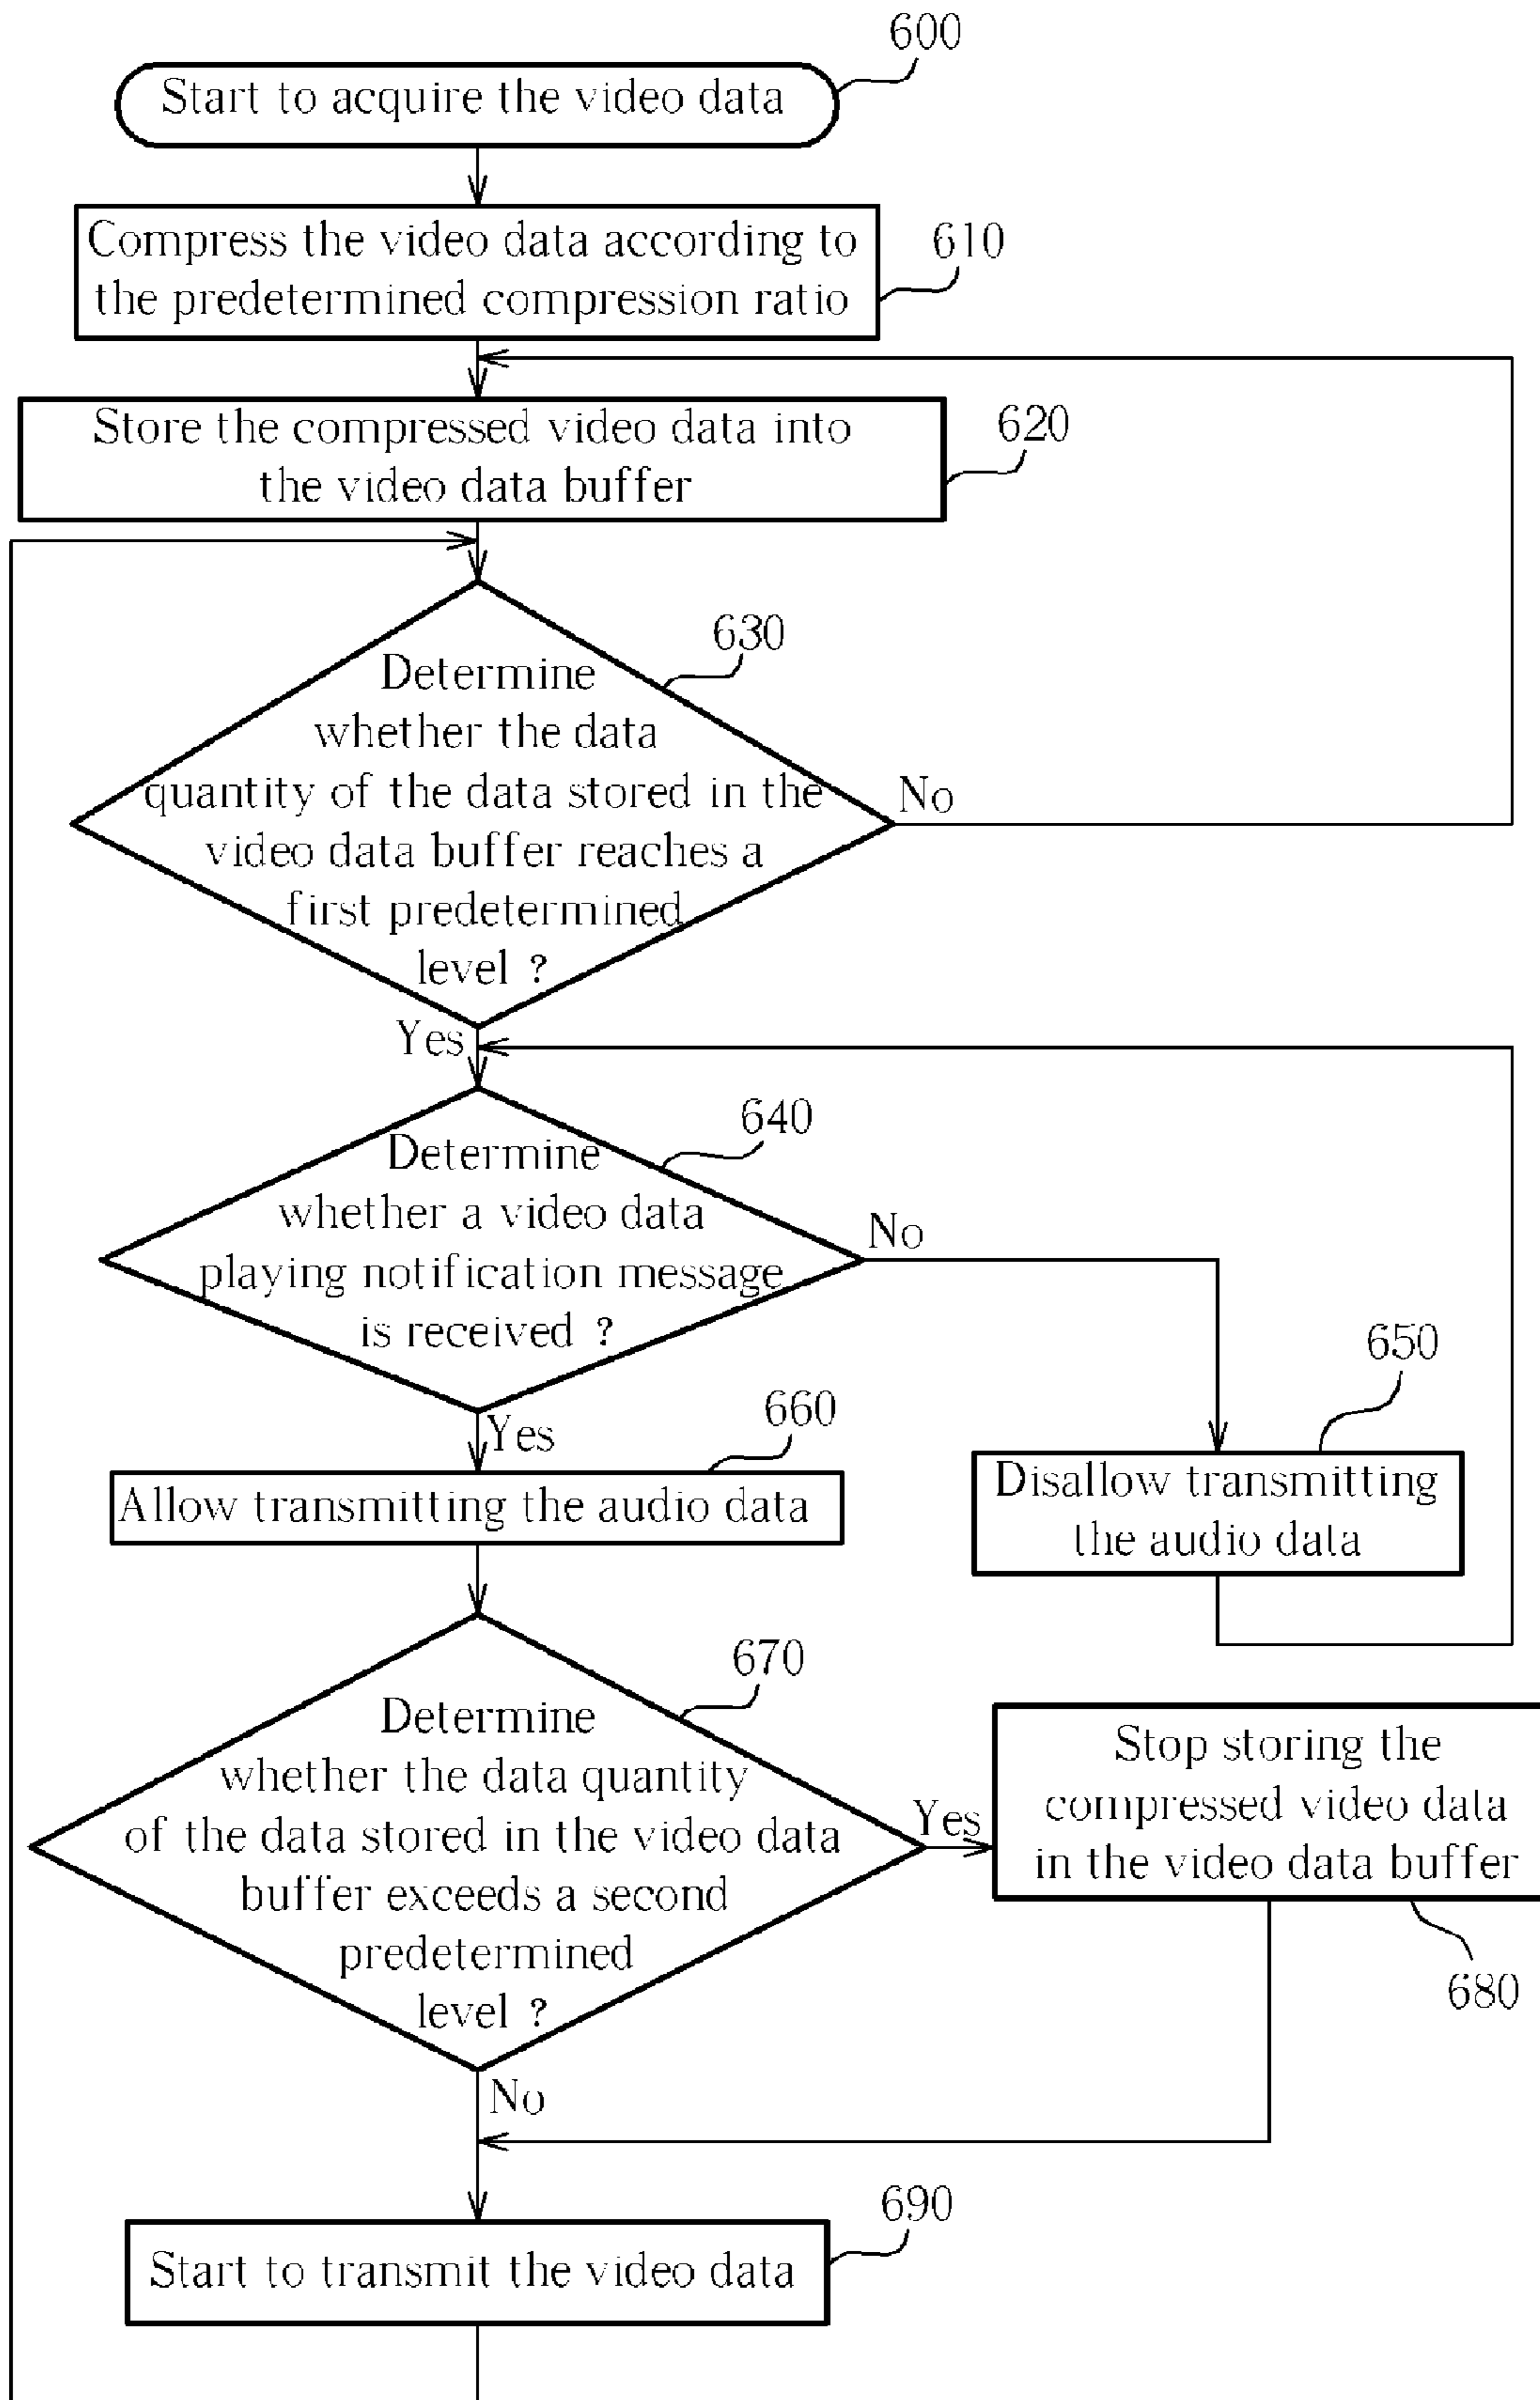 600
Start to acquire the video data
Compress the video data according to
the predetermined compression ratio
610
Store the compressed video data into
the video data buffer
620
630
Determine
whether the data
quantity of the data stored in the
video data buffer reaches a
first predetermined
level ?
No
Yes
640
Determine
whether a video data
playing notification message
is received ?
No
Yes
650
Disallow transmitting
the audio data
660
Allow transmitting the audio data
670
Determine
whether the data quantity
of the data stored in the video data
buffer exceeds a second
predetermined
level ?
Yes
Stop storing the
compressed video data
in the video data buffer
680
No
690
Start to transmit the video data